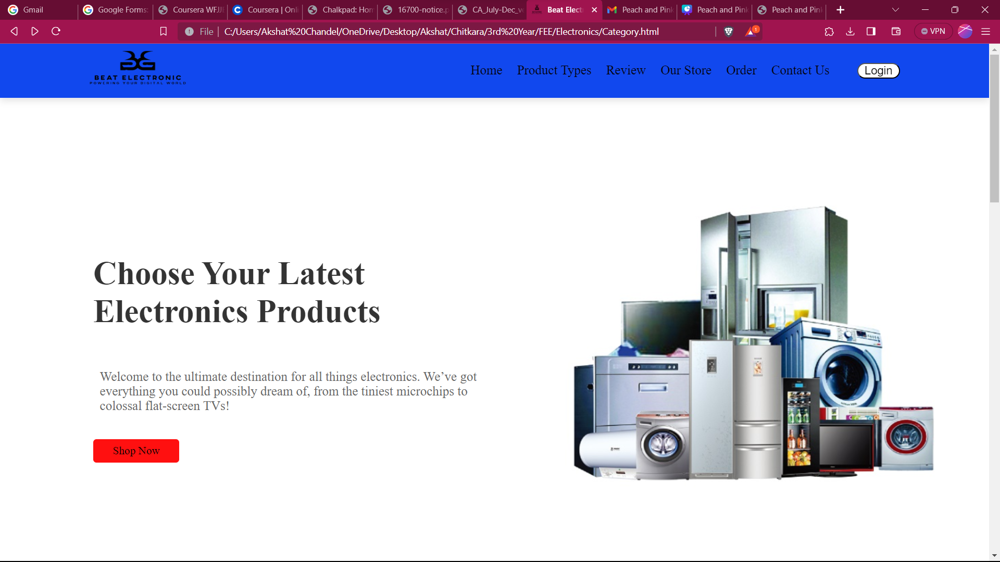 Gmail
Google Forms:
Coursera WFJJI
Coursera | Onli
Chalkpad: Hom
16700-notice.p
CA_July-Dec_ve
Beat Elect
Peach and Pink
Peach and Pink
Peach and Pink
File
C:/Users/Akshat%20Chandel/OneDrive/Desktop/Akshat/Chitkara/3rd%20Year/FEE/Electronics/Category.html
1
VPN
BEAT ELECTRONIC
POWERING YOUR DIGITAL WORLD
Home
Product Types
Review
Our Store
Order
Contact Us
Login
Choose Your Latest
Electronics Products
Welcome to the ultimate destination for all things electronics. We’ve got
everything you could possibly dream of, from the tiniest microchips to
colossal flat-screen TVs!
Shop Now